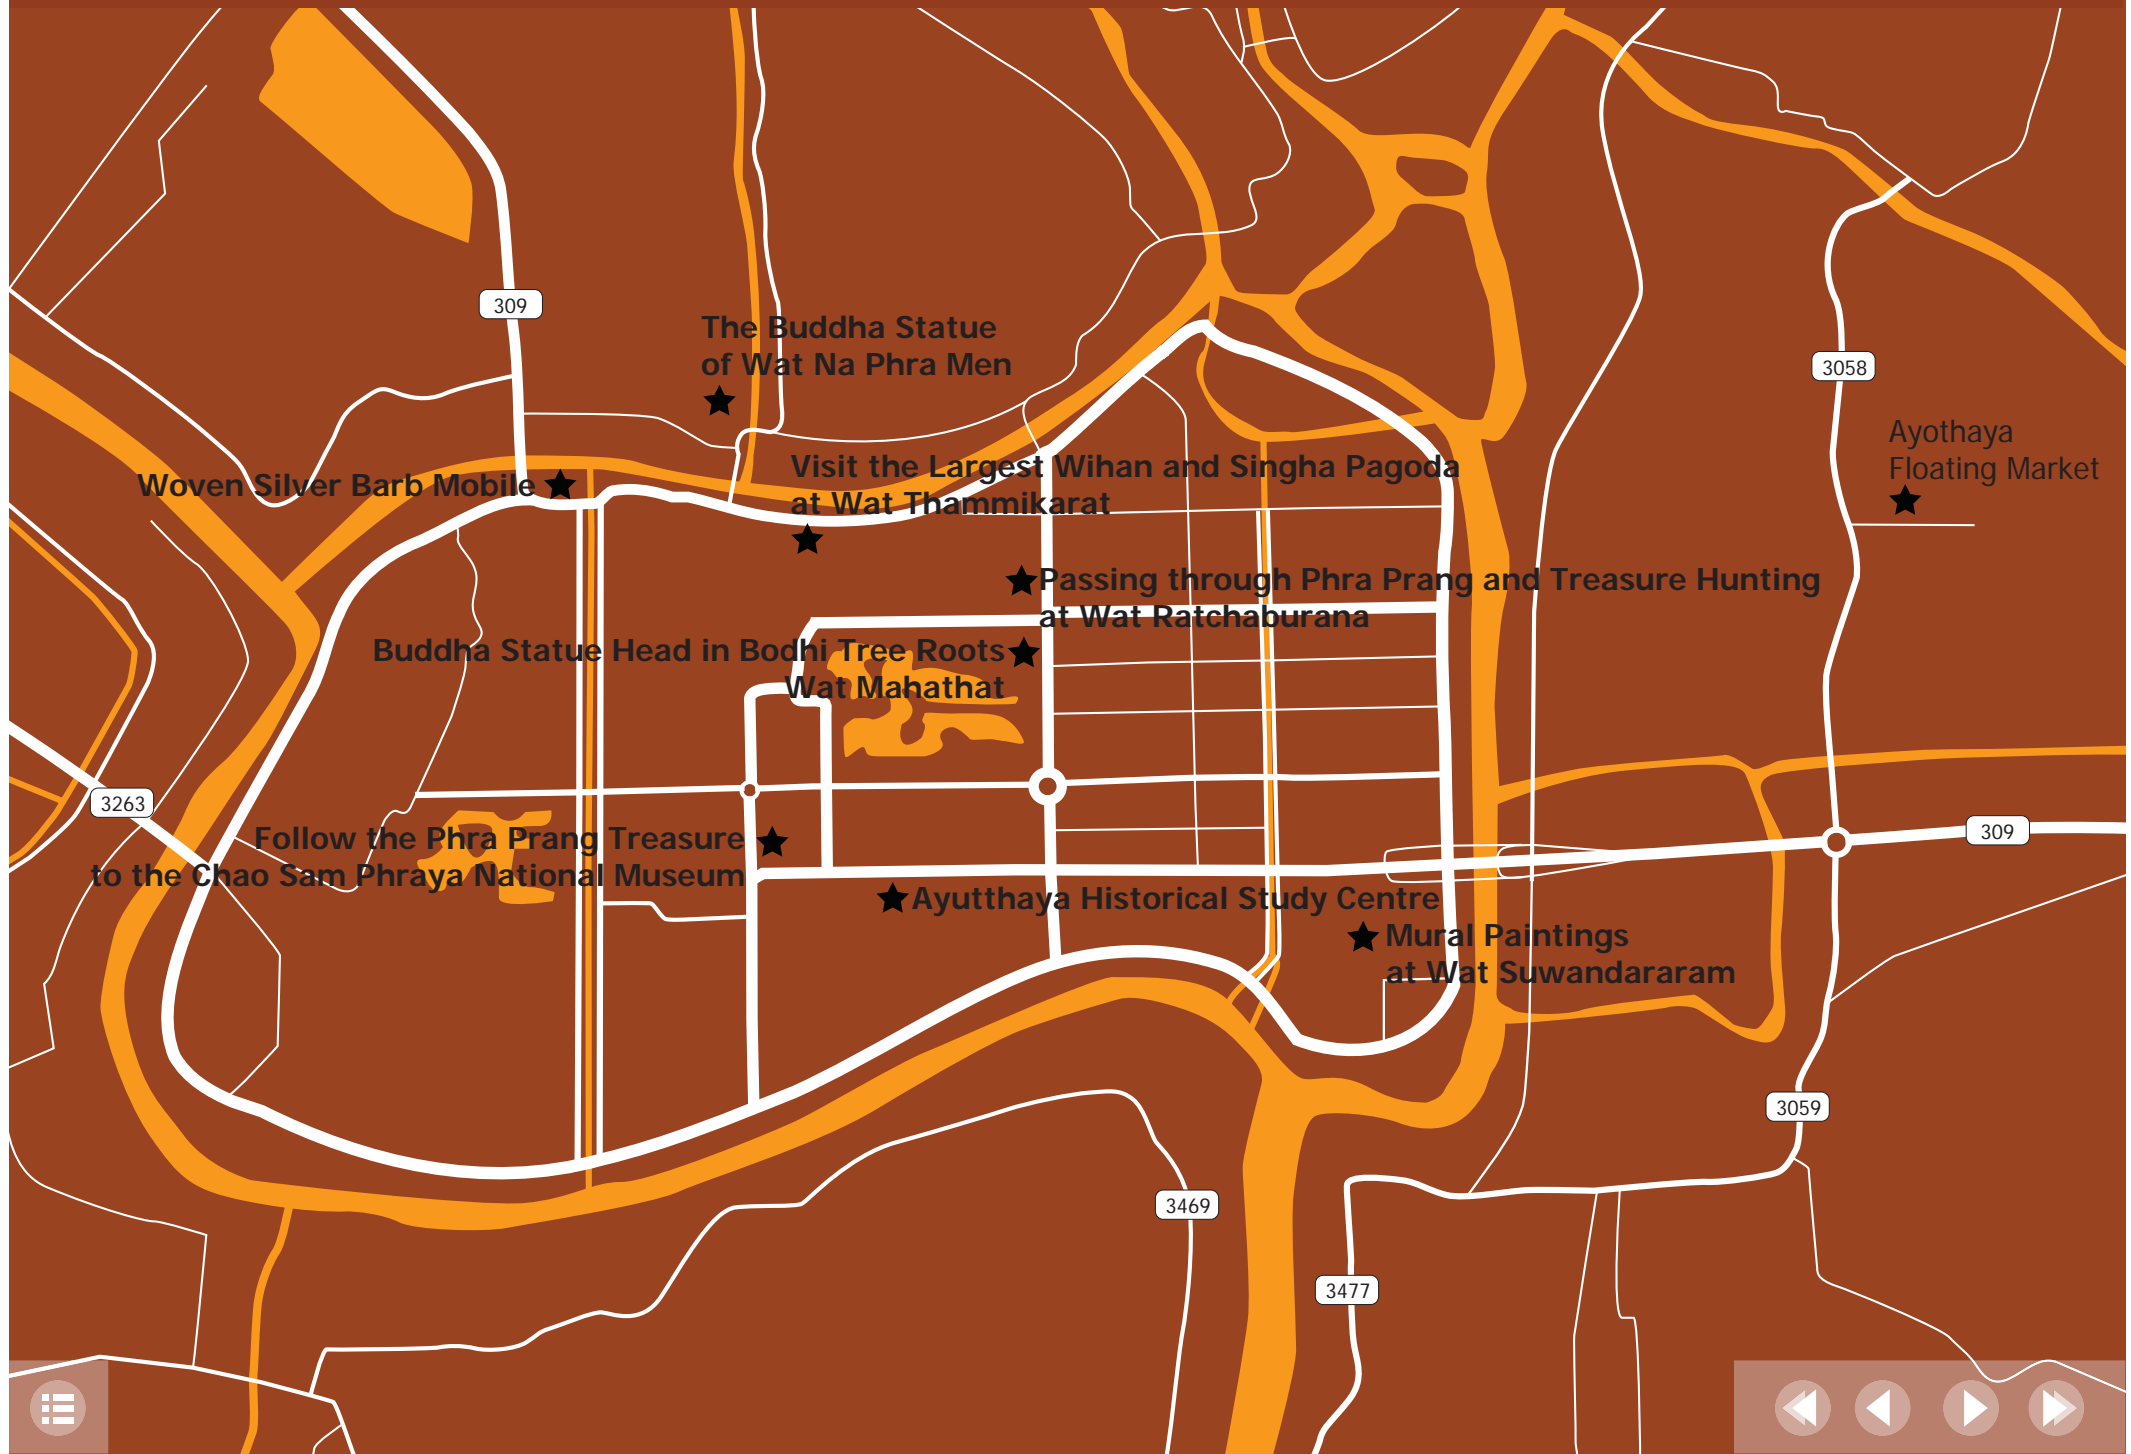 309
The Buddha Statue
of Wat Na Phra Men
3058
Ayothaya
Floating Market
Visit the Largest Wihan and Singha Pagoda
at Wat Thammikarat
Woven Silver Barb Mobile
Passing through Phra Prang and Treasure Hunting
at Wat Ratchaburana
Buddha Statue Head in Bodhi Tree Roots
Wat Mahathat
3263
Follow the Phra Prang Treasure
to the Chao Sam Phraya National Museum
309
Ayutthaya Historical Study Centre
Mural Paintings
at Wat Suwandararam
3059
3469
3477